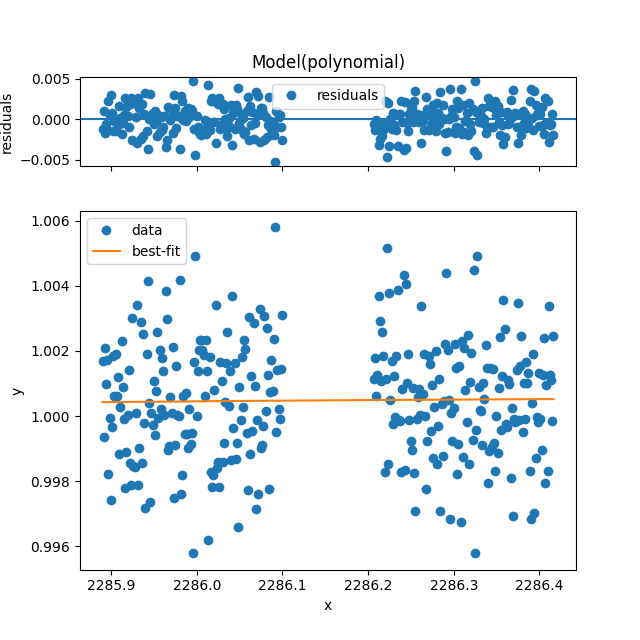 Model(polynomial)
0.005
0.000
−0.005
residuals
residuals
1.006
1.004
1.002
1.000
0.998
0.996
y
data
best-fit
2285.9 2286.0 2286.1 2286.2 2286.3 2286.4
x